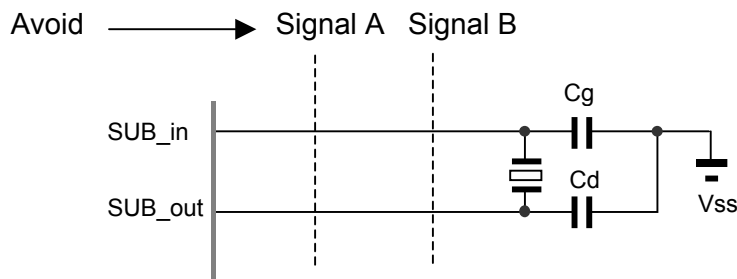 Avoid
Signal A
Signal B
Cg
SUB_in
Cd
SUB_out
Vss